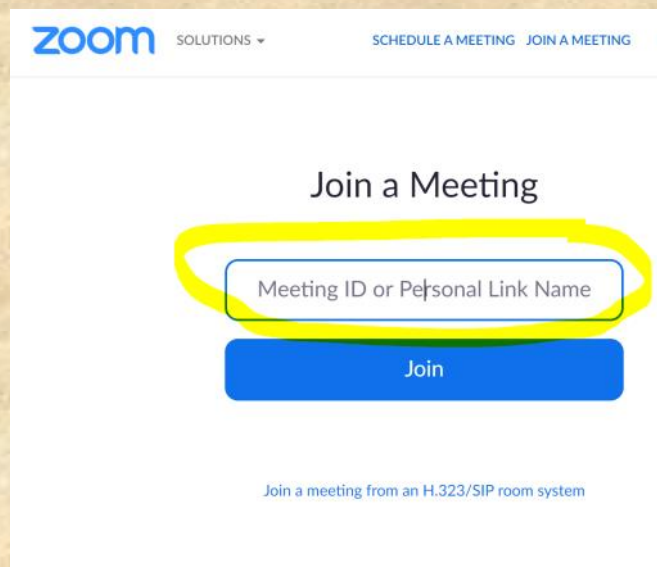 zoom SOLUTIONS SCHEDULE A MEETING JOIN A MEETING
Join a Meeting
Meeting ID or Personal Link Name
Join
Join a meeting from an H.323/SIP room system